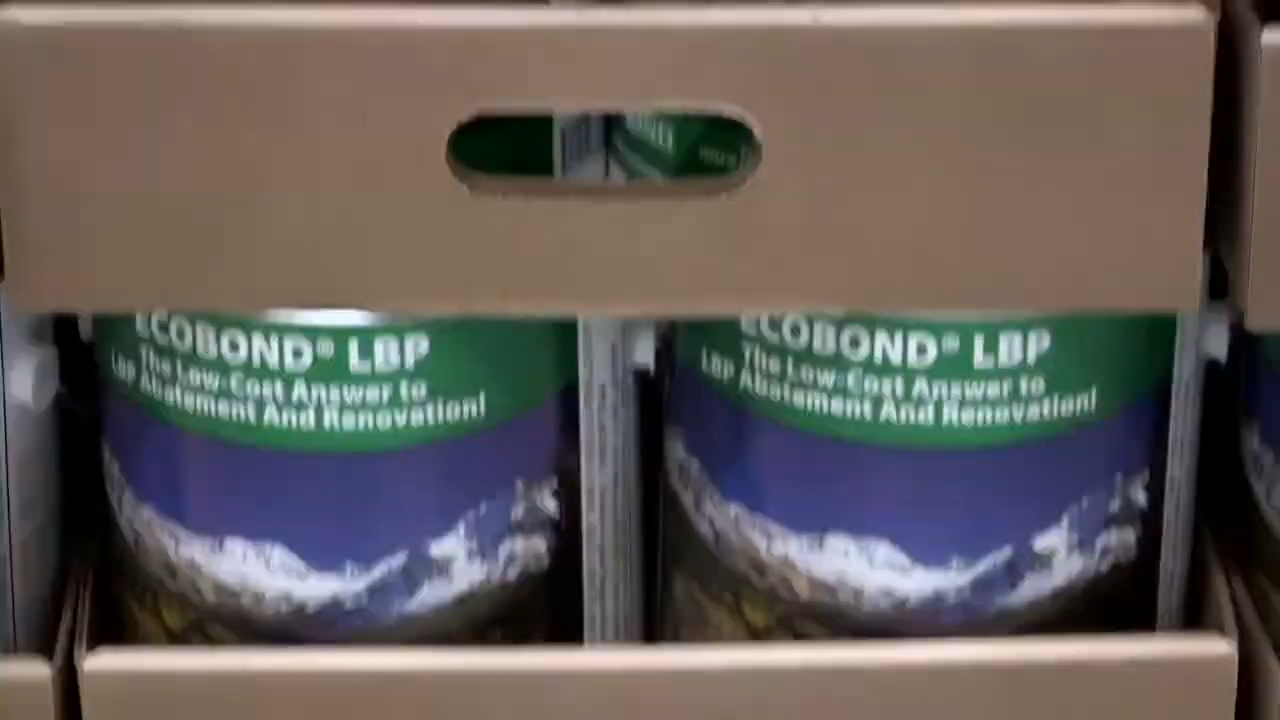 ECOBOND® LBP
The Low-Cost Answer to
Lbp Abatement And Renovation!
ECOBOND® LBP
The Low-Cost Answer to
Lbp Abatement And Renovation!